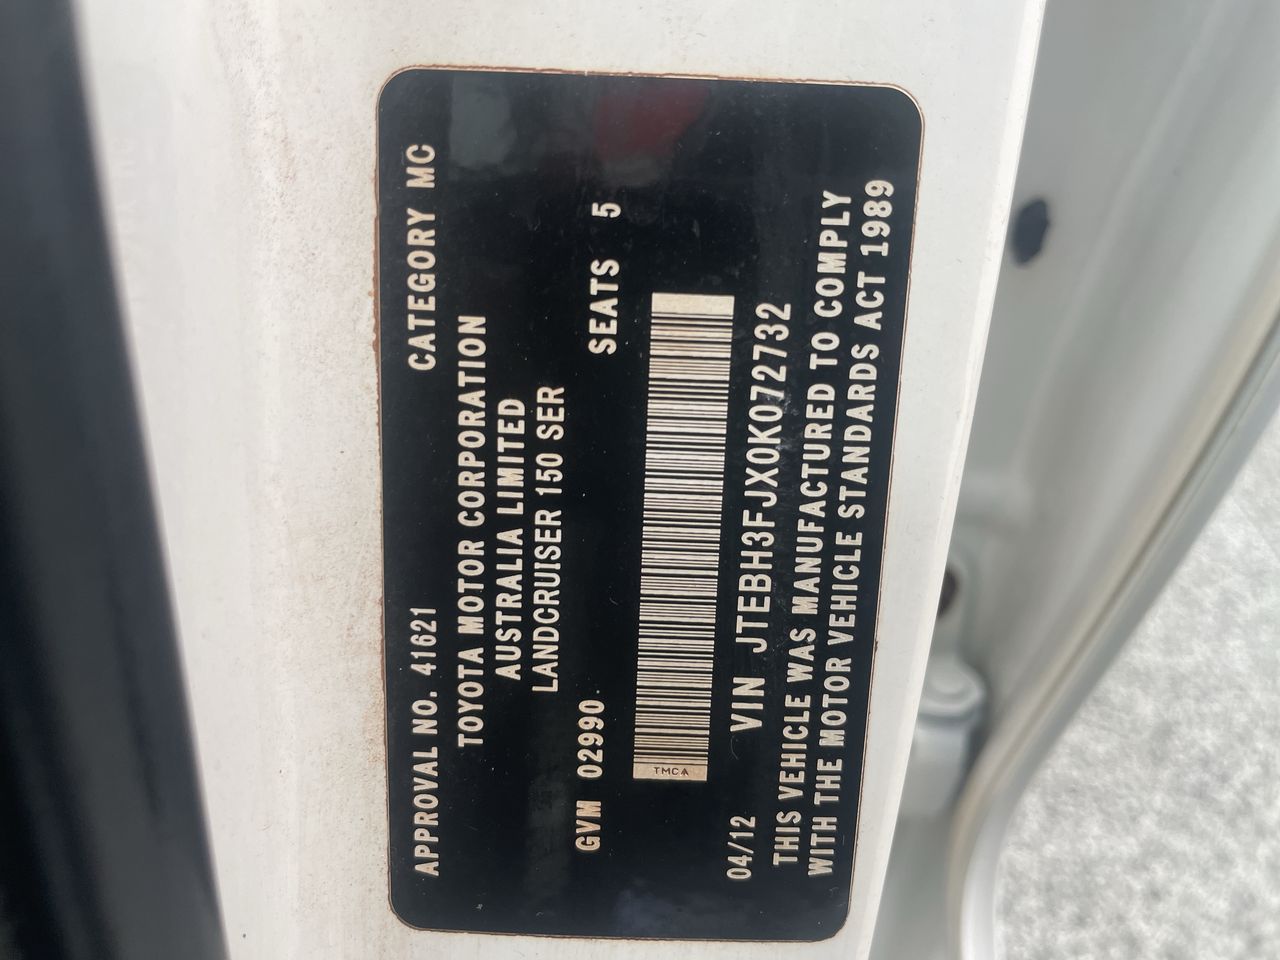 APPROVAL NO. 41621 CATEGORY MC
TOYOTA MOTOR CORPORATION
AUSTRALIA LIMITED
LANDCRUISER 150 SER
GVM 02990 SEATS 5
TMCA
04/12 VIN JTEBH3FJX0K072732
THIS VEHICLE WAS MANUFACTURED TO COMPLY
WITH THE MOTOR VEHICLE STANDARDS ACT 1989